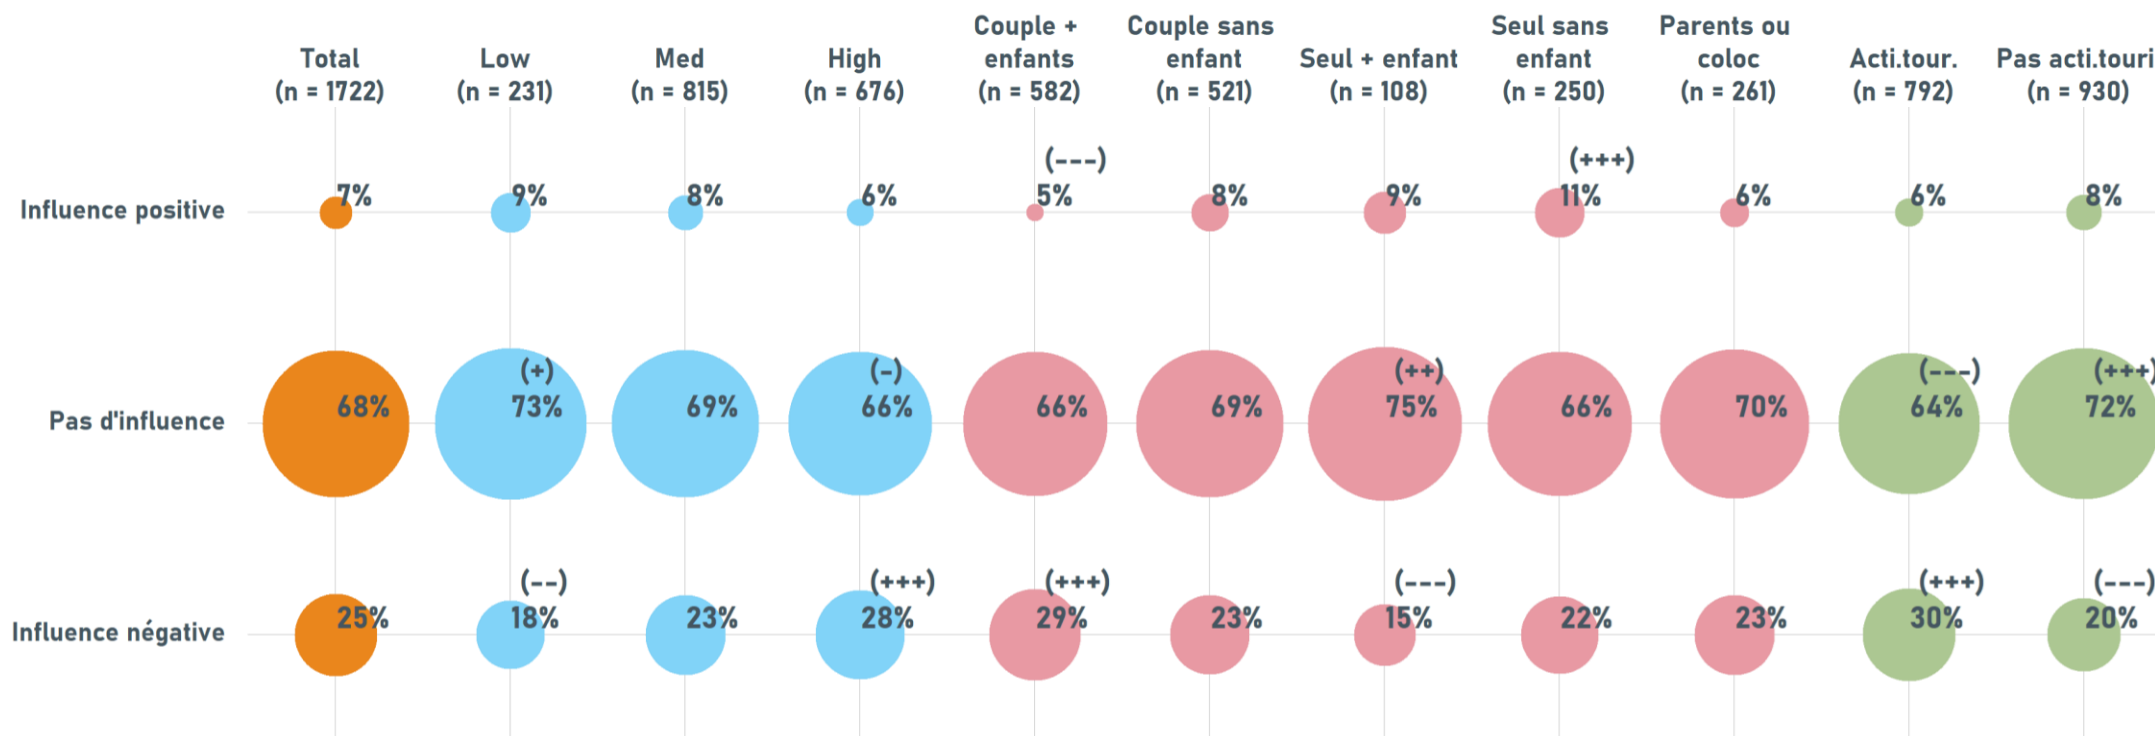 Total
(n = 1722)
Low
(n = 231)
Med
(n = 815)
High
(n = 676)
Couple +
enfants
(n = 582)
Couple sans
enfant
(n = 521)
Seul + enfant
(n = 108)
Seul sans
enfant
(n = 250)
Parents ou
coloc
(n = 261)
Acti.tour.
(n = 792)
Pas acti.touri
(n = 930)
(---) (+++)
Influence positive 7% 9% 8% 6% 5% 8% 9% 11% 6% 6% 8%
(+) (-) (++) (---) (+++)
Pas d'influence 68% 73% 69% 66% 66% 69% 75% 66% 70% 64% 72%
(--) (+++) (+++) (---) (+++) (---)
Influence négative 25% 18% 23% 28% 29% 23% 15% 22% 23% 30% 20%